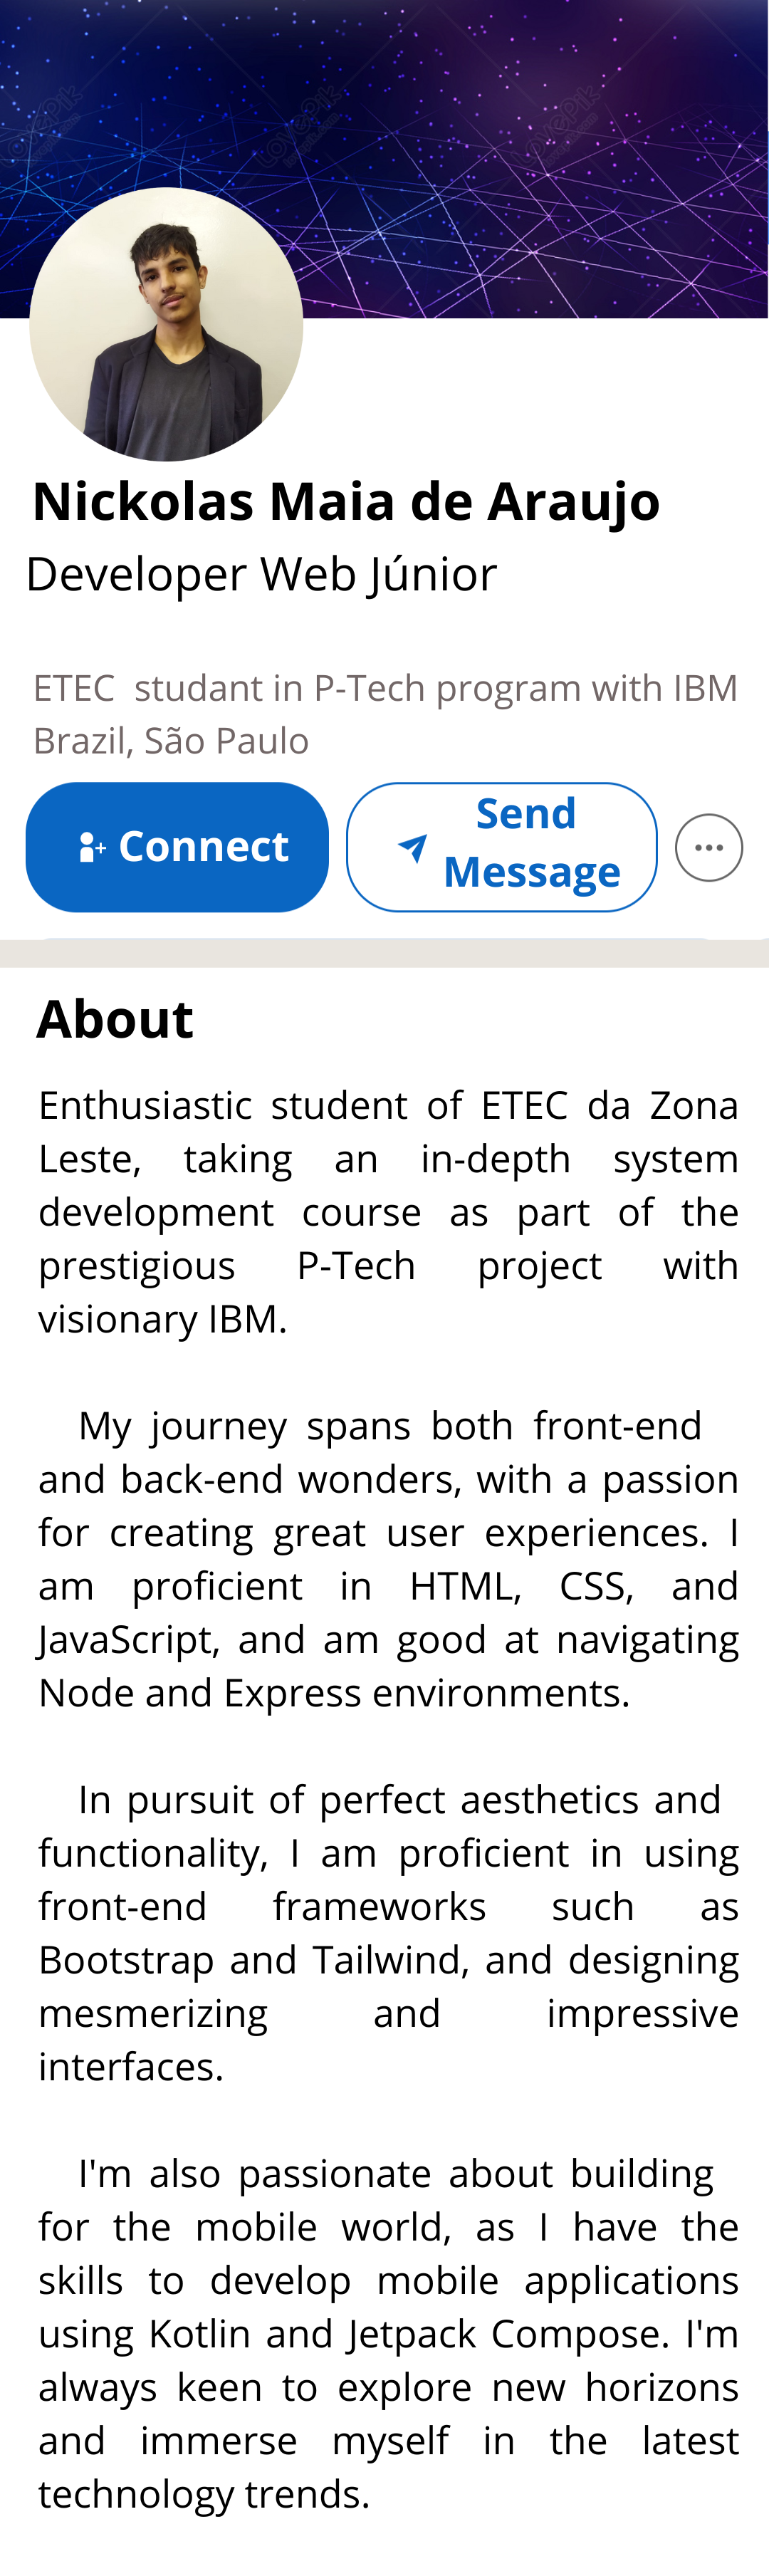 Lovepik
lovepik.com
Lovepik
lovepik.com
Nickolas Maia de Araujo
Developer Web Júnior
ETEC  studant in P-Tech program with IBM
Brazil, São Paulo
Connect
Send
Message
About
Enthusiastic student of ETEC da Zona
Leste, taking an in-depth system
development course as part of the
prestigious P-Tech project with
visionary IBM.
My journey spans both front-end
and back-end wonders, with a passion
for creating great user experiences. I
am proficient in HTML, CSS, and
JavaScript, and am good at navigating
Node and Express environments.
In pursuit of perfect aesthetics and
functionality, I am proficient in using
front-end frameworks such as
Bootstrap and Tailwind, and designing
mesmerizing and impressive
interfaces.
I'm also passionate about building
for the mobile world, as I have the
skills to develop mobile applications
using Kotlin and Jetpack Compose. I'm
always keen to explore new horizons
and immerse myself in the latest
technology trends.